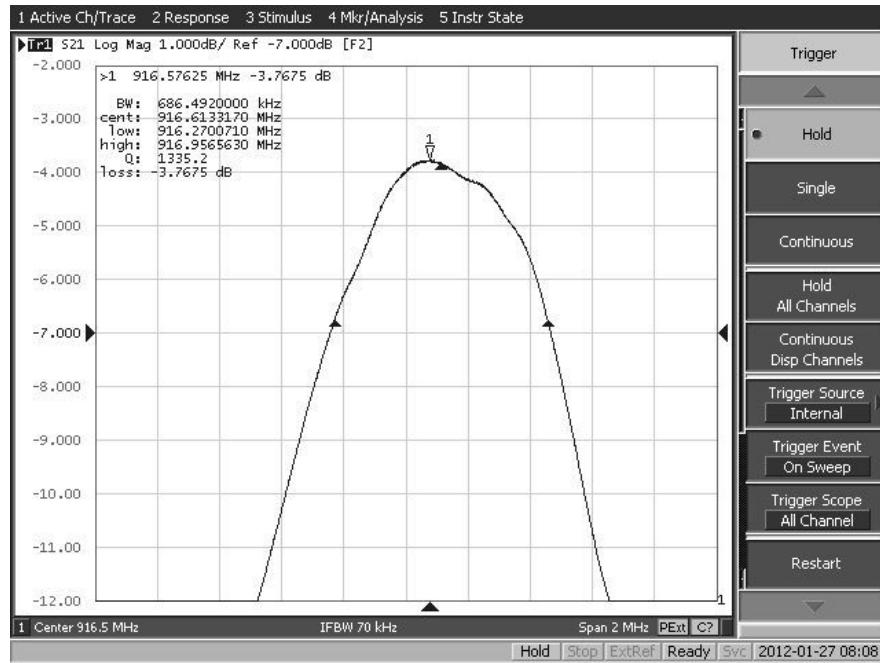 1 Active Ch/Trace 2 Response 3 Stimulus 4 Mkr/Analysis 5 Instr State
Tr1 S21 Log Mag 1.000dB/ Ref -7.000dB [F2]
-2.000
>1 916.57625 MHz -3.7675 dB
BW: 686.4920000 kHz
cent: 916.6133170 MHz
low: 916.2700710 MHz
high: 916.9565630 MHz
Q: 1335.2
loss: -3.7675 dB
1
-3.000
-4.000
-5.000
-6.000
-7.000
-8.000
-9.000
-10.00
-11.00
-12.00
1
1 Center 916.5 MHz IFBW 70 kHz Span 2 MHz PExt C?
Trigger
Hold
Single
Continuous
Hold
All Channels
Continuous
Disp Channels
Trigger Source
Internal
Trigger Event
On Sweep
Trigger Scope
All Channel
Restart
Hold Stop ExtRef Ready Svc 2012-01-27 08:08